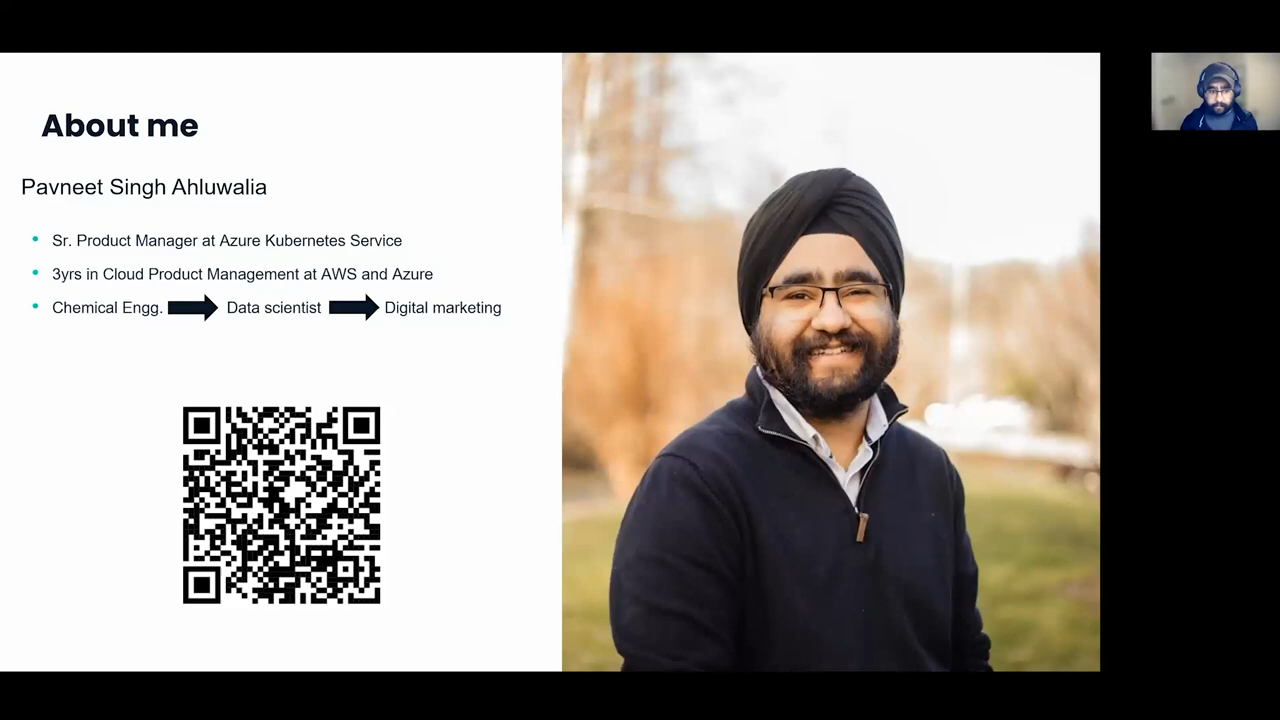 About me
Pavneet Singh Ahluwalia
Sr. Product Manager at Azure Kubernetes Service
3yrs in Cloud Product Management at AWS and Azure
Chemical Engg. Data scientist Digital marketing